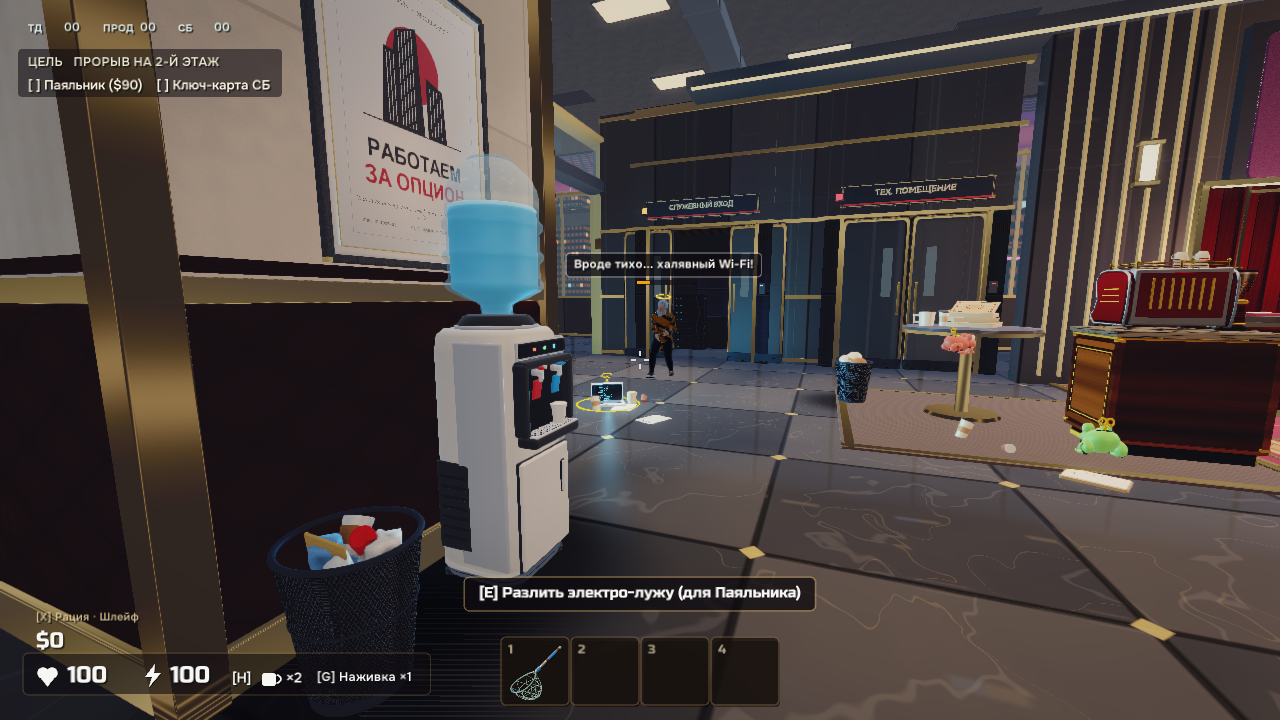 ТД 00 ПРОД 00 СБ 00
ЦЕЛЬ ПРОРЫВ НА 2-Й ЭТАЖ
[ ] Паяльник ($90) [ ] Ключ-карта СБ
РАБОТАЕМ
ЗА ОПЦИОН
СЛУЖЕБНЫЙ ВХОД
ТЕХ. ПОМЕЩЕНИЕ
Вроде тихо... халявный Wi-Fi!
[E] Разлить электро-лужу (для Паяльника)
[X] Рация · Шлейф
$0
100 100 [H] ×2 [G] Наживка ×1
1 2 3 4